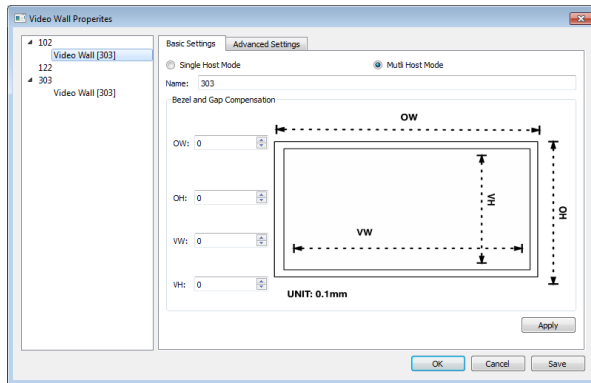 Video Wall Properites
102
Video Wall [303]
122
303
Video Wall [303]
Basic Settings
Advanced Settings
Single Host Mode
Mutli Host Mode
Name: 303
Bezel and Gap Compensation
OW: 0
OH: 0
VW: 0
VH: 0
OW
VH
OH
VW
UNIT: 0.1mm
Apply
OK
Cancel
Save